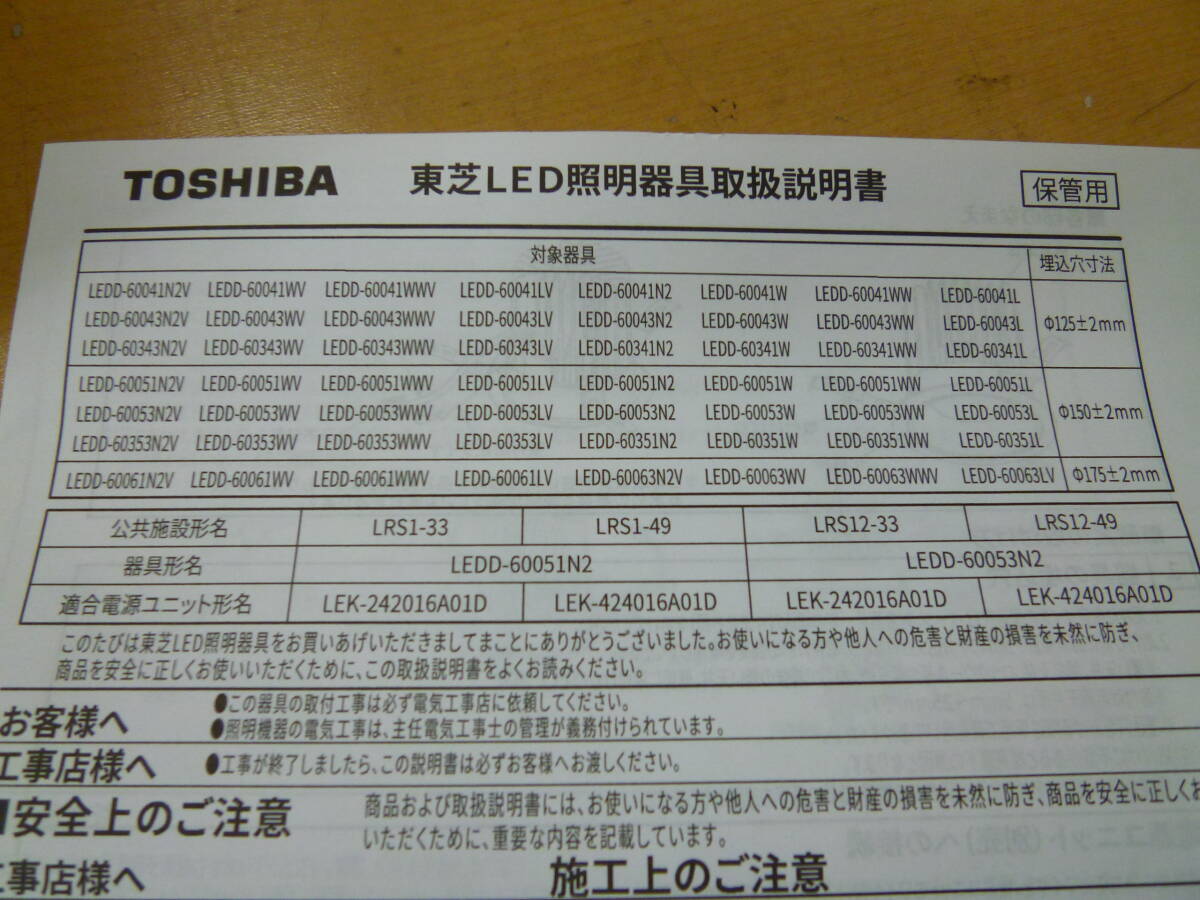 TOSHIBA 東芝LED照明器具取扱説明書 保管用
対象器具 埋込穴寸法
LEDD-60041N2V LEDD-60041WV LEDD-60041WWV LEDD-60041LV LEDD-60041N2 LEDD-60041W LEDD-60041WW LEDD-60041L
LEDD-60043N2V LEDD-60043WV LEDD-60043WWV LEDD-60043LV LEDD-60043N2 LEDD-60043W LEDD-60043WW LEDD-60043L Φ125±2mm
LEDD-60343N2V LEDD-60343WV LEDD-60343WWV LEDD-60343LV LEDD-60341N2 LEDD-60341W LEDD-60341WW LEDD-60341L
LEDD-60051N2V LEDD-60051WV LEDD-60051WWV LEDD-60051LV LEDD-60051N2 LEDD-60051W LEDD-60051WW LEDD-60051L
LEDD-60053N2V LEDD-60053WV LEDD-60053WWV LEDD-60053LV LEDD-60053N2 LEDD-60053W LEDD-60053WW LEDD-60053L Φ150±2mm
LEDD-60353N2V LEDD-60353WV LEDD-60353WWV LEDD-60353LV LEDD-60351N2 LEDD-60351W LEDD-60351WW LEDD-60351L
LEDD-60061N2V LEDD-60061WV LEDD-60061WWV LEDD-60061LV LEDD-60063N2V LEDD-60063WV LEDD-60063WWV LEDD-60063LV Φ175±2mm
公共施設形名 LRS1-33 LRS1-49 LRS12-33 LRS12-49
器具形名 LEDD-60051N2 LEDD-60053N2
適合電源ユニット形名 LEK-242016A01D LEK-424016A01D LEK-242016A01D LEK-424016A01D
このたびは東芝LED照明器具をお買いあげいただきましてまことにありがとうございました。お使いになる方や他人への危害と財産の損害を未然に防ぎ、
商品を安全に正しくお使いいただくために、この取扱説明書をよくお読みください。
お客様へ
●この器具の取付工事は必ず電気工事店に依頼してください。
●照明機器の電気工事は、主任電気工事士の管理が義務付けられています。
工事店様へ ●工事が終了しましたら、この説明書は必ずお客様へお渡しください。
安全上のご注意
商品および取扱説明書には、お使いになる方や他人への危害と財産の損害を未然に防ぎ、商品を安全に正しくお
いただくために、重要な内容を記載しています。
工事店様へ 施工上のご注意